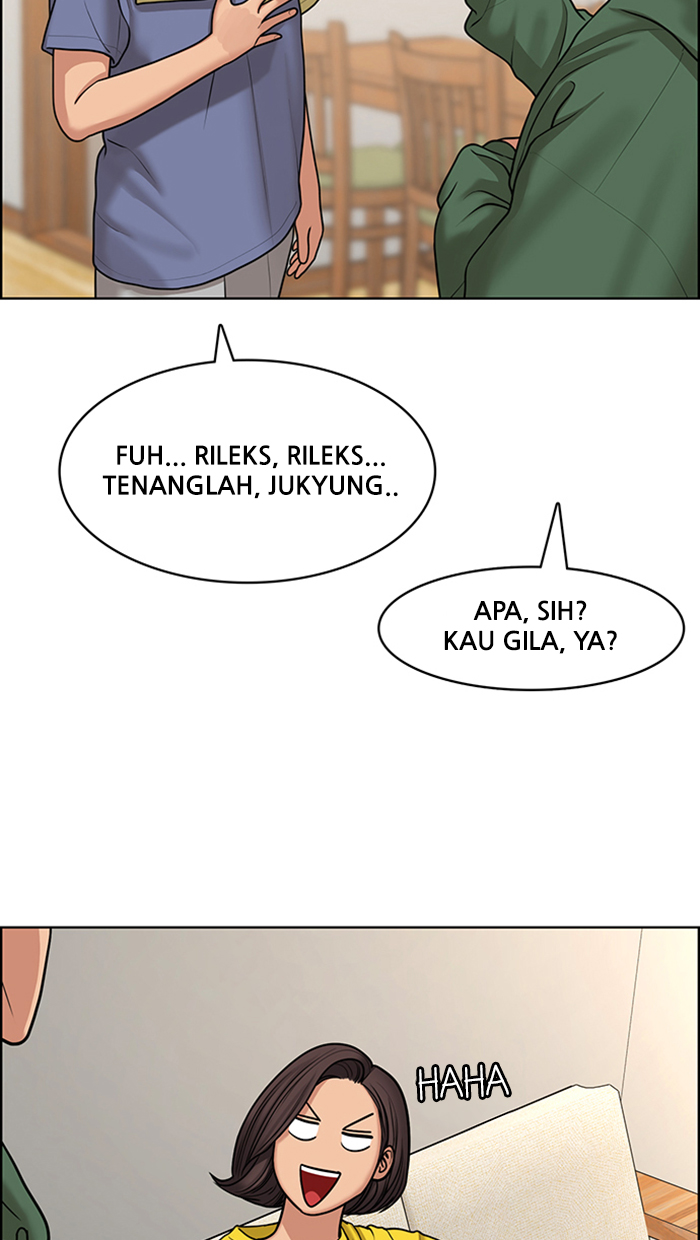 FUH... RILEKS, RILEKS...
TENANGLAH, JUKYUNG..
APA, SIH?
KAU GILA, YA?
HAHA